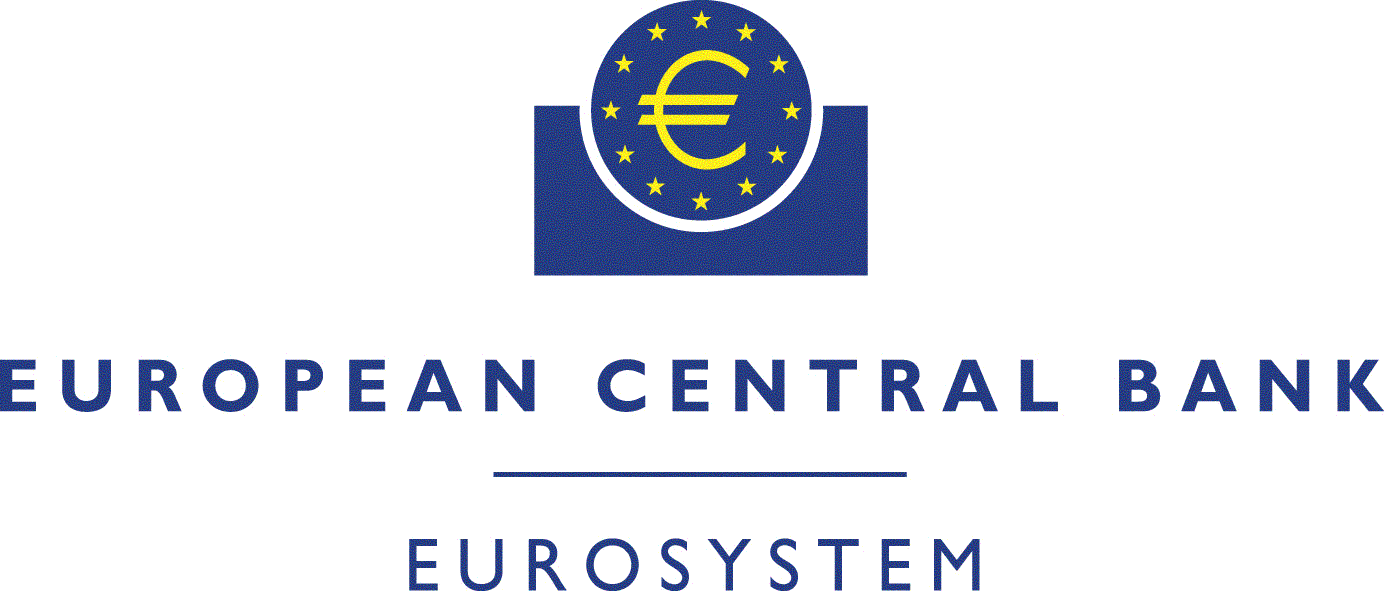 €
EUROPEAN CENTRAL BANK
EUROSYSTEM